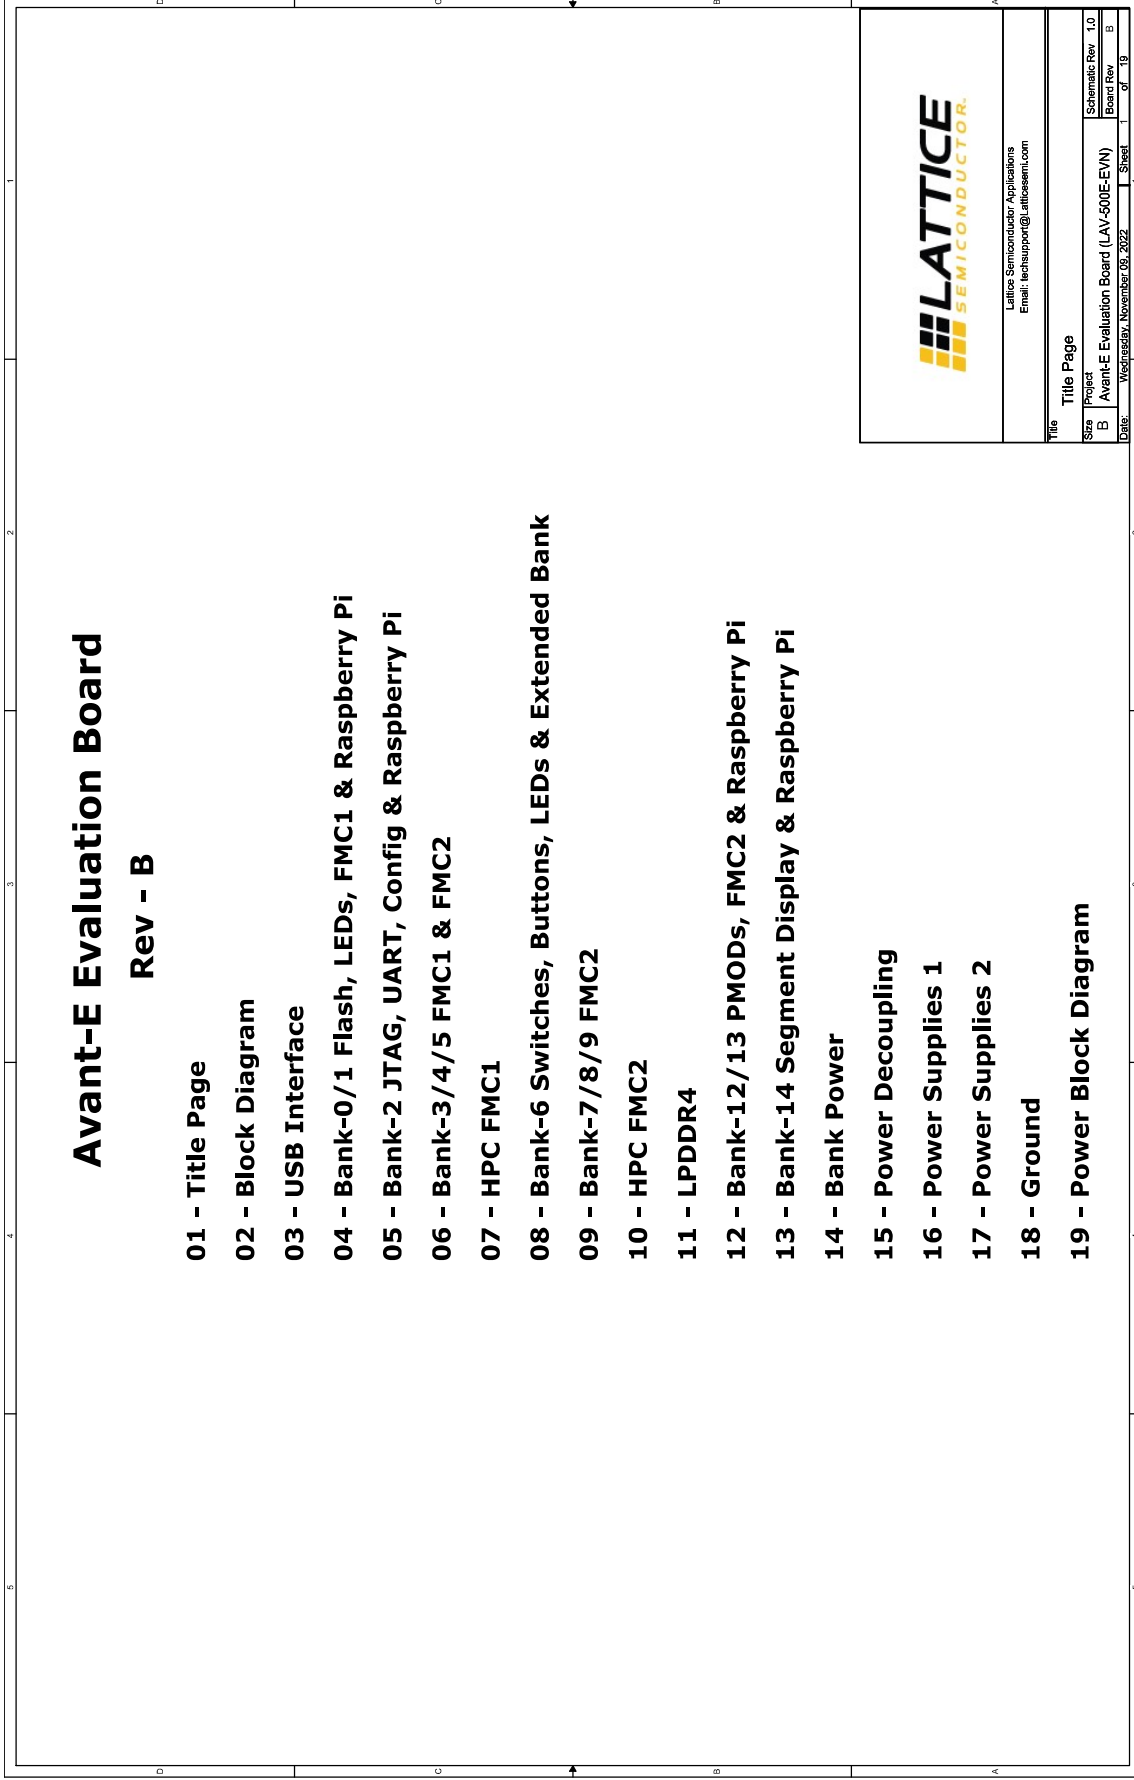 Avant-E Evaluation Board
Rev - B
01 - Title Page
02 - Block Diagram
03 - USB Interface
04 - Bank-0/1 Flash, LEDs, FMC1 & Raspberry Pi
05 - Bank-2 JTAG, UART, Config & Raspberry Pi
06 - Bank-3/4/5 FMC1 & FMC2
07 - HPC FMC1
08 - Bank-6 Switches, Buttons, LEDs & Extended Bank
09 - Bank-7/8/9 FMC2
10 - HPC FMC2
11 - LPDDR4
12 - Bank-12/13 PMODs, FMC2 & Raspberry Pi
13 - Bank-14 Segment Display & Raspberry Pi
14 - Bank Power
15 - Power Decoupling
16 - Power Supplies 1
17 - Power Supplies 2
18 - Ground
19 - Power Block Diagram
LATTICE
SEMICONDUCTOR.
Lattice Semiconductor Applications
Email: techsupport@Latticesemi.com
Title
Title Page
Size Project Schematic Rev 1.0
B Avant-E Evaluation Board (LAV-500E-EVN) Board Rev B
Date: Wednesday, November 09, 2022 Sheet 1 of 19
5 4 3 2 1
D
D
C
C
B
B
A
A